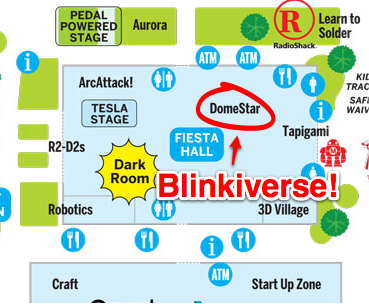 PEDAL
POWERED
STAGE
Aurora
R
RadioShack.
Learn to
Solder
i
ATM
ATM
ArcAttack!
TESLA
STAGE
DomeStar
KID
TRAC
SAFE
WAIV
i
Tapigami
FIESTA
HALL
R2-D2s
Dark
Room
Blinkiverse!
N
Robotics
3D Village
i
ATM
Craft
Start Up Zone